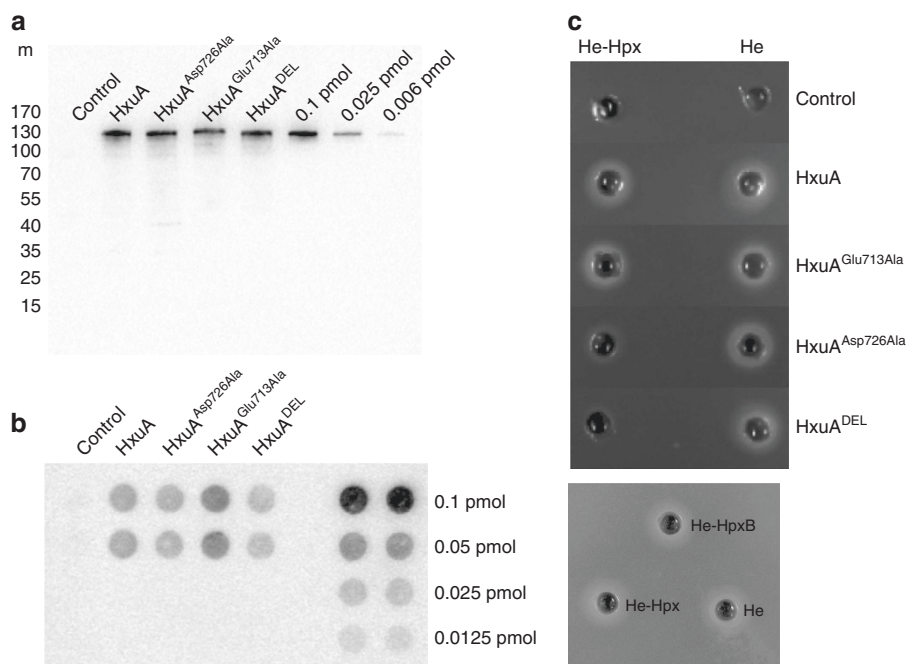 a
m
Control
HxuA
HxuAAsp726Ala
HxuAGlu713Ala
HxuADEL
0.1 pmol
0.025 pmol
0.006 pmol
170
130
100
70
55
40
35
25
15
b
Control
HxuA
HxuAAsp726Ala
HxuAGlu713Ala
HxuADEL
0.1 pmol
0.05 pmol
0.025 pmol
0.0125 pmol
c
He-Hpx
He
Control
HxuA
HxuAGlu713Ala
HxuAAsp726Ala
HxuADEL
He-HpxB
He-Hpx
He